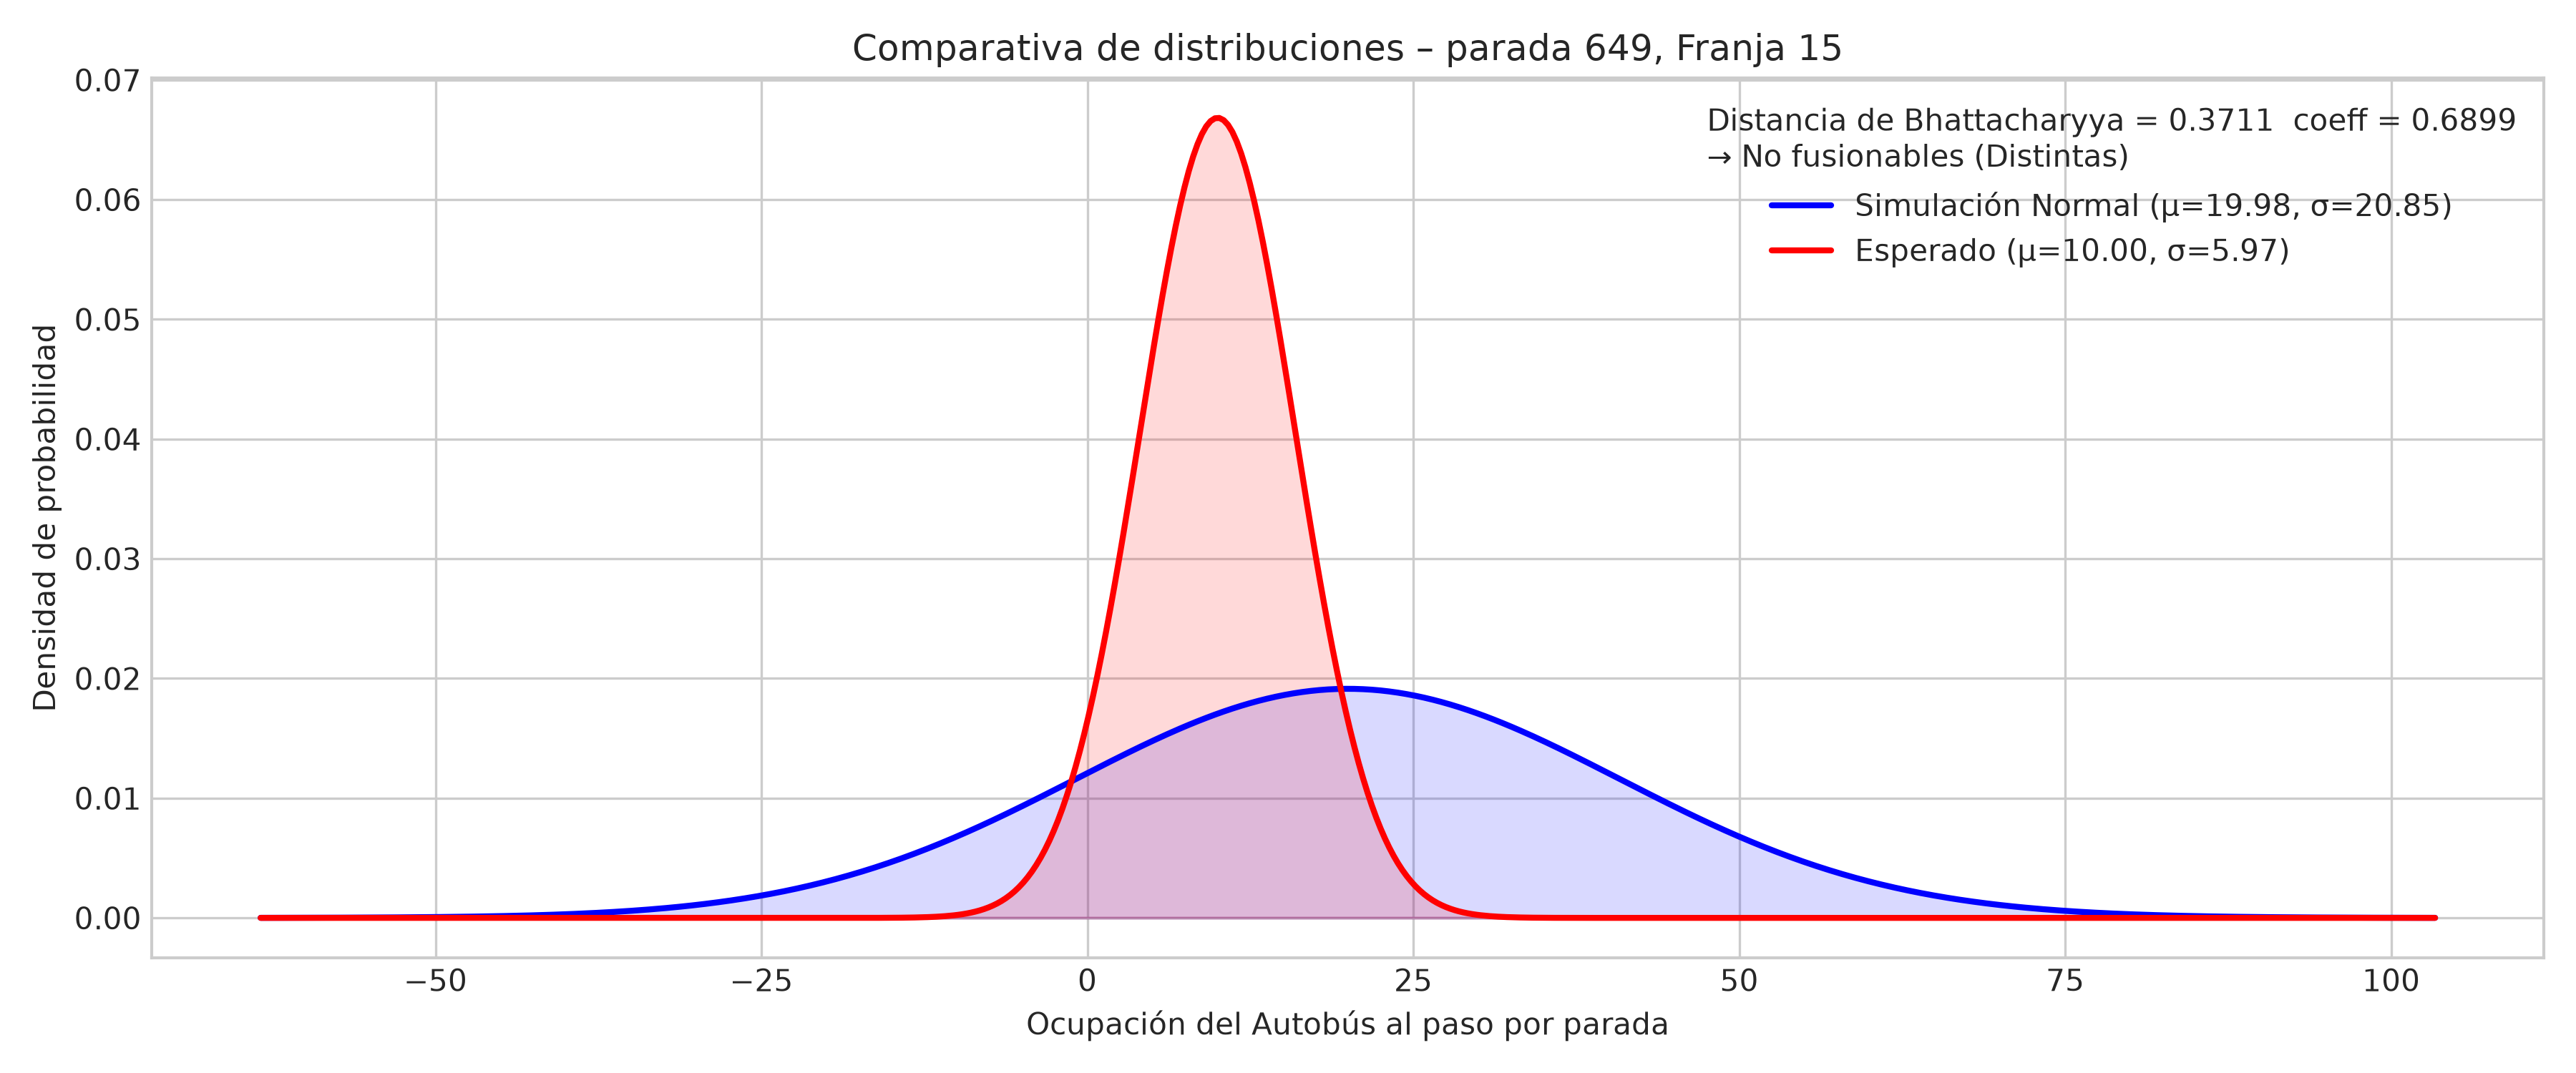 Comparativa de distribuciones – parada 649, Franja 15
Distancia de Bhattacharyya = 0.3711  coeff = 0.6899
→ No fusionables (Distintas)
Simulación Normal (μ=19.98, σ=20.85)
Esperado (μ=10.00, σ=5.97)
Densidad de probabilidad
0.07
0.06
0.05
0.04
0.03
0.02
0.01
0.00
−50
−25
0
25
50
75
100
Ocupación del Autobús al paso por parada